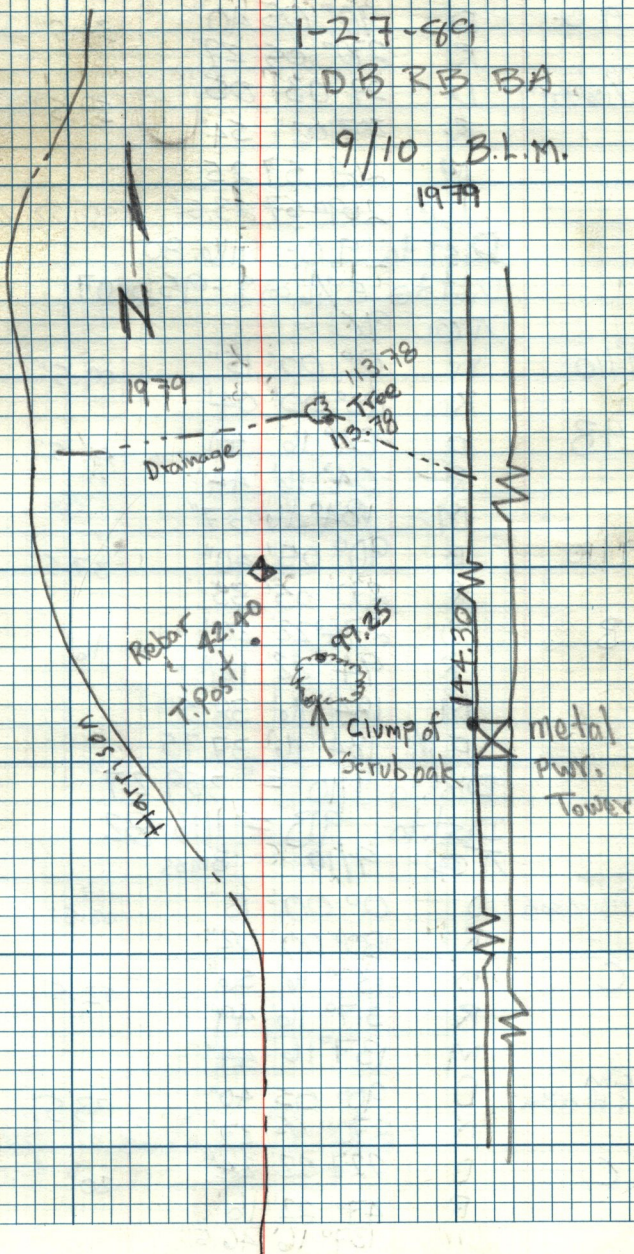 1-27-89
DB RB BA
9/10 B.L.M.
1979
N
1979
113.78
Tree
113.78
Drainage
Rebar
42.40
T. Post
99.25
144.30
Clump of
Scrub oak
metal
pwr.
Tower
Harrison